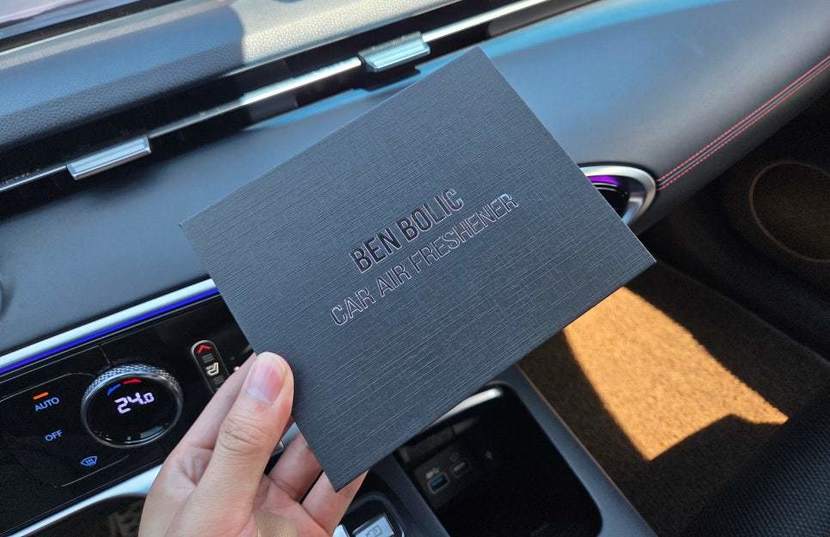 BEN BOLIC
CAR AIR FRESHENER
AUTO
24.0
OFF